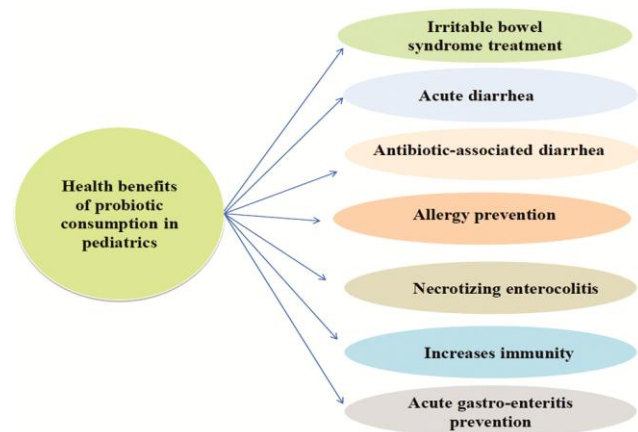 Health benefits
of probiotic
consumption in
pediatrics
Irritable bowel
syndrome treatment
Acute diarrhea
Antibiotic-associated diarrhea
Allergy prevention
Necrotizing enterocolitis
Increases immunity
Acute gastro-enteritis
prevention